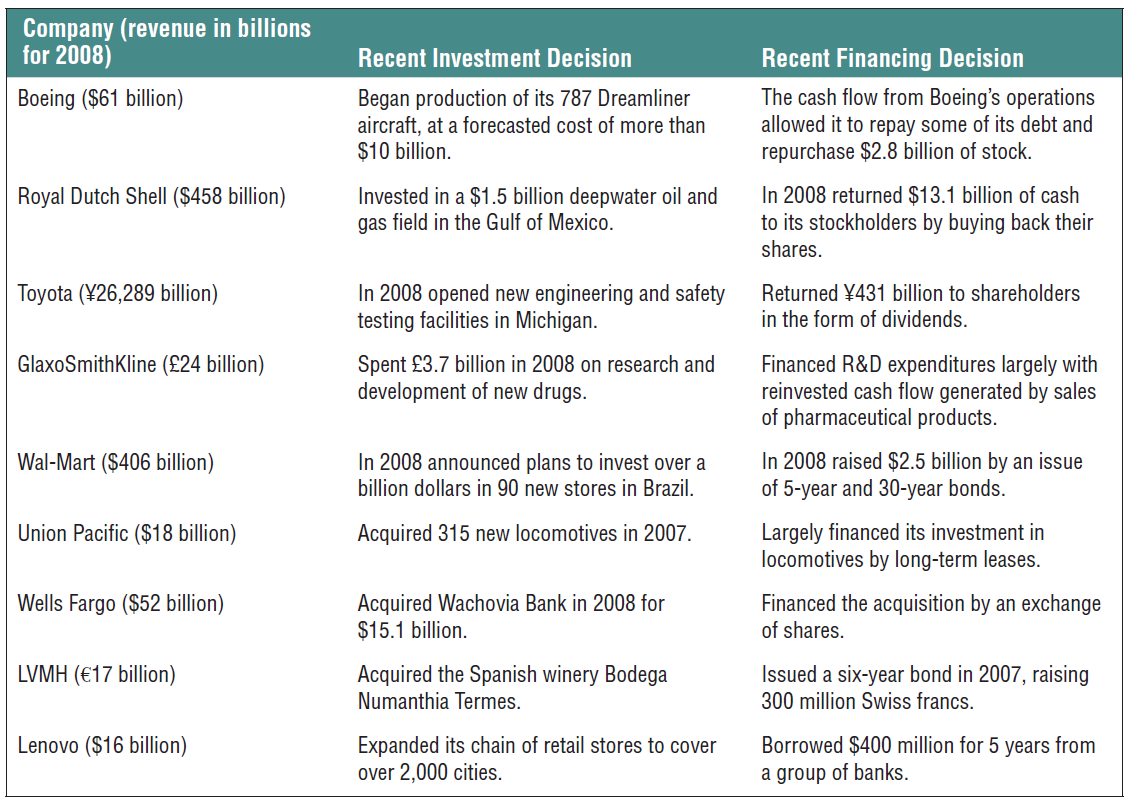 Company (revenue in billions
for 2008)
Recent Investment Decision
Recent Financing Decision
Boeing ($61 billion)
Began production of its 787 Dreamliner
aircraft, at a forecasted cost of more than
$10 billion.
The cash flow from Boeing’s operations
allowed it to repay some of its debt and
repurchase $2.8 billion of stock.
Royal Dutch Shell ($458 billion)
Invested in a $1.5 billion deepwater oil and
gas field in the Gulf of Mexico.
In 2008 returned $13.1 billion of cash
to its stockholders by buying back their
shares.
Toyota (¥26,289 billion)
In 2008 opened new engineering and safety
testing facilities in Michigan.
Returned ¥431 billion to shareholders
in the form of dividends.
GlaxoSmithKline (£24 billion)
Spent £3.7 billion in 2008 on research and
development of new drugs.
Financed R&D expenditures largely with
reinvested cash flow generated by sales
of pharmaceutical products.
Wal-Mart ($406 billion)
In 2008 announced plans to invest over a
billion dollars in 90 new stores in Brazil.
In 2008 raised $2.5 billion by an issue
of 5-year and 30-year bonds.
Union Pacific ($18 billion)
Acquired 315 new locomotives in 2007.
Largely financed its investment in
locomotives by long-term leases.
Wells Fargo ($52 billion)
Acquired Wachovia Bank in 2008 for
$15.1 billion.
Financed the acquisition by an exchange
of shares.
LVMH (€17 billion)
Acquired the Spanish winery Bodega
Numanthia Termes.
Issued a six-year bond in 2007, raising
300 million Swiss francs.
Lenovo ($16 billion)
Expanded its chain of retail stores to cover
over 2,000 cities.
Borrowed $400 million for 5 years from
a group of banks.